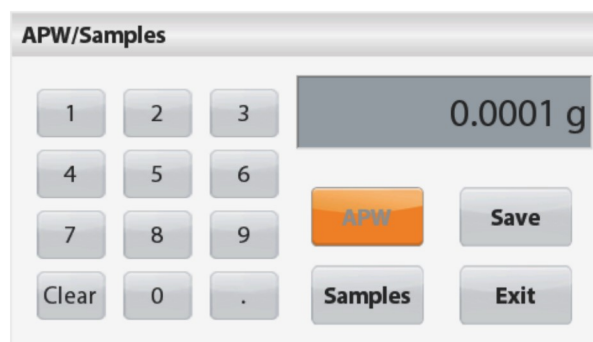 APW/Samples
1 2 3
0.0001 g
4 5 6
APW Save
7 8 9
Clear 0 .
Samples Exit